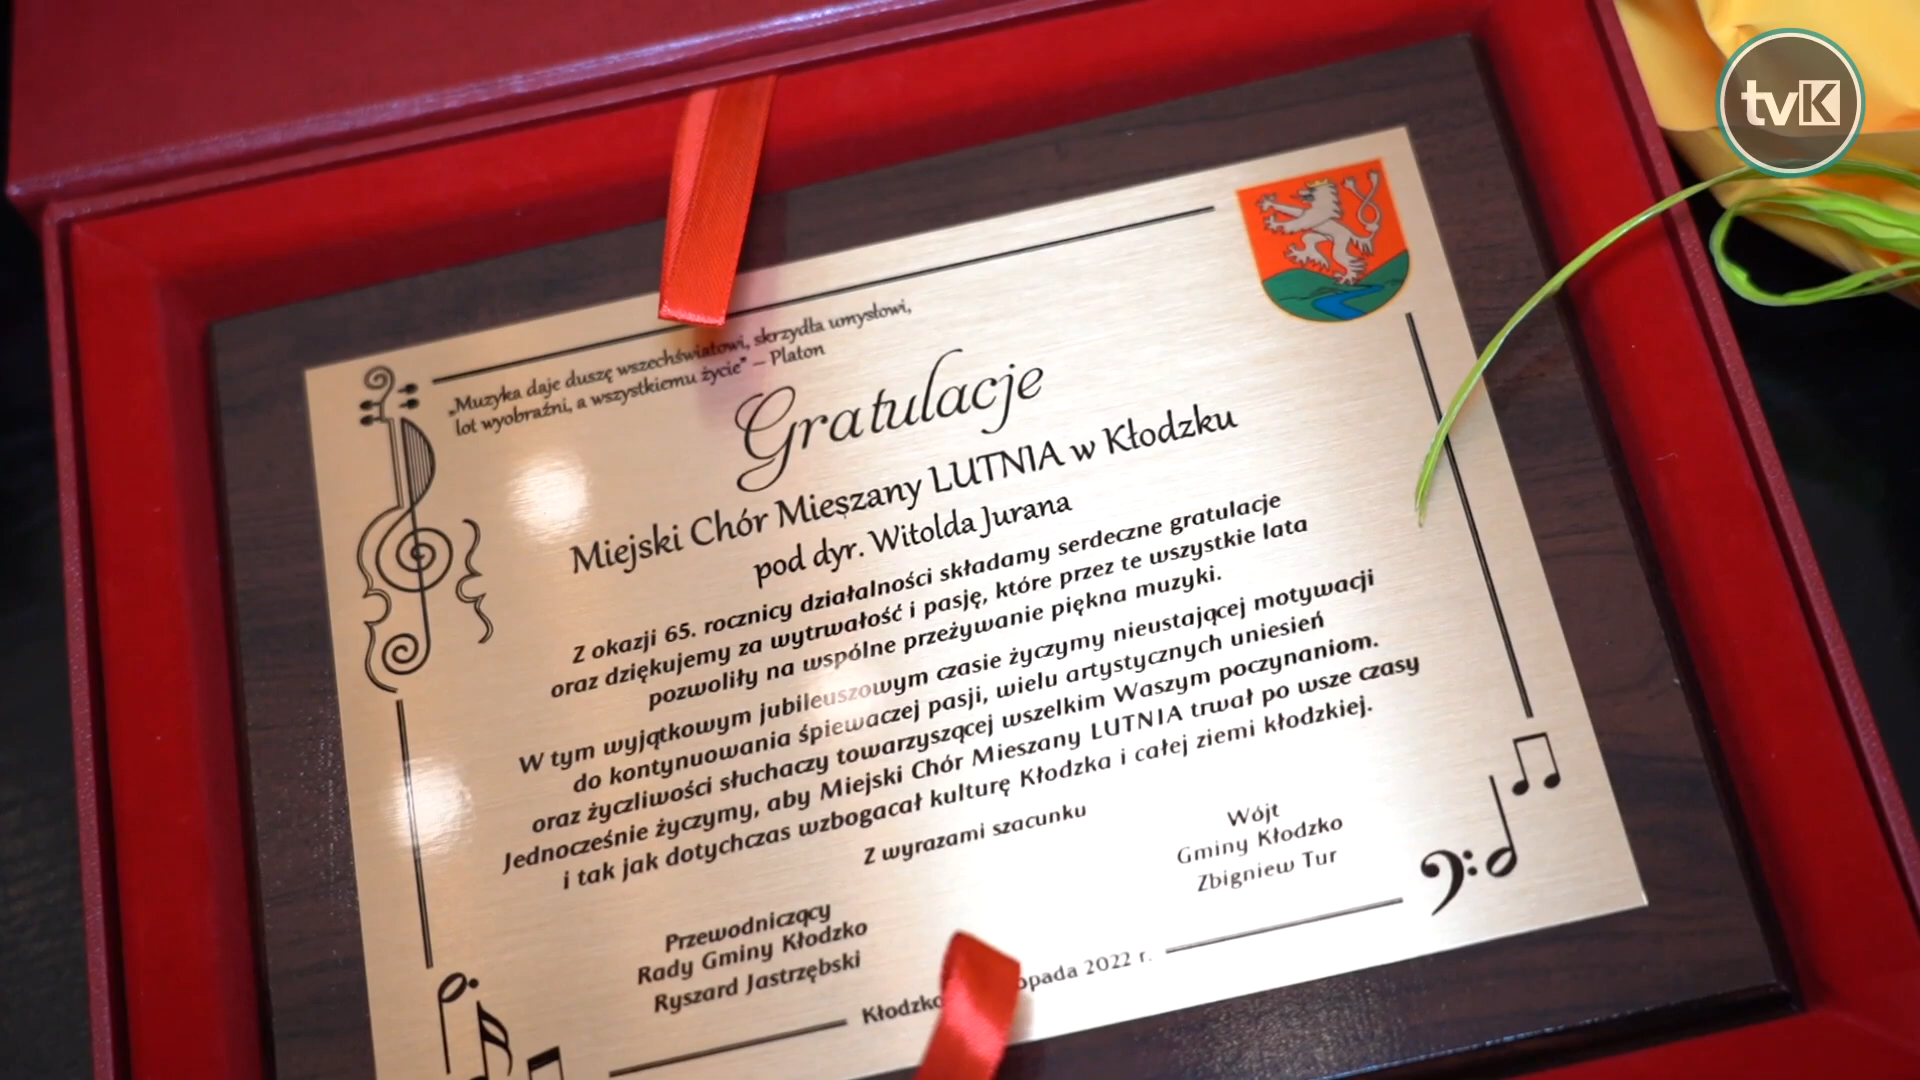 tvK
„Muzyka daje duszę wszechświatowi, skrzydła umysłowi,
lot wyobraźni, a wszystkiemu życie” – Platon
Gratulacje
Miejski Chór Mieszany LUTNIA w Kłodzku
pod dyr. Witolda Jurana
Z okazji 65. rocznicy działalności składamy serdeczne gratulacje
oraz dziękujemy za wytrwałość i pasję, które przez te wszystkie lata
pozwoliły na wspólne przeżywanie piękna muzyki.
W tym wyjątkowym jubileuszowym czasie życzymy nieustającej motywacji
do kontynuowania śpiewaczej pasji, wielu artystycznych uniesień
oraz życzliwości słuchaczy towarzyszącej wszelkim Waszym poczynaniom.
Jednocześnie życzymy, aby Miejski Chór Mieszany LUTNIA trwał po wsze czasy
i tak jak dotychczas wzbogacał kulturę Kłodzka i całej ziemi kłodzkiej.
Z wyrazami szacunku
Wójt
Gminy Kłodzko
Zbigniew Tur
Przewodniczący
Rady Gminy Kłodzko
Ryszard Jastrzębski
Kłodzko opada 2022 r.